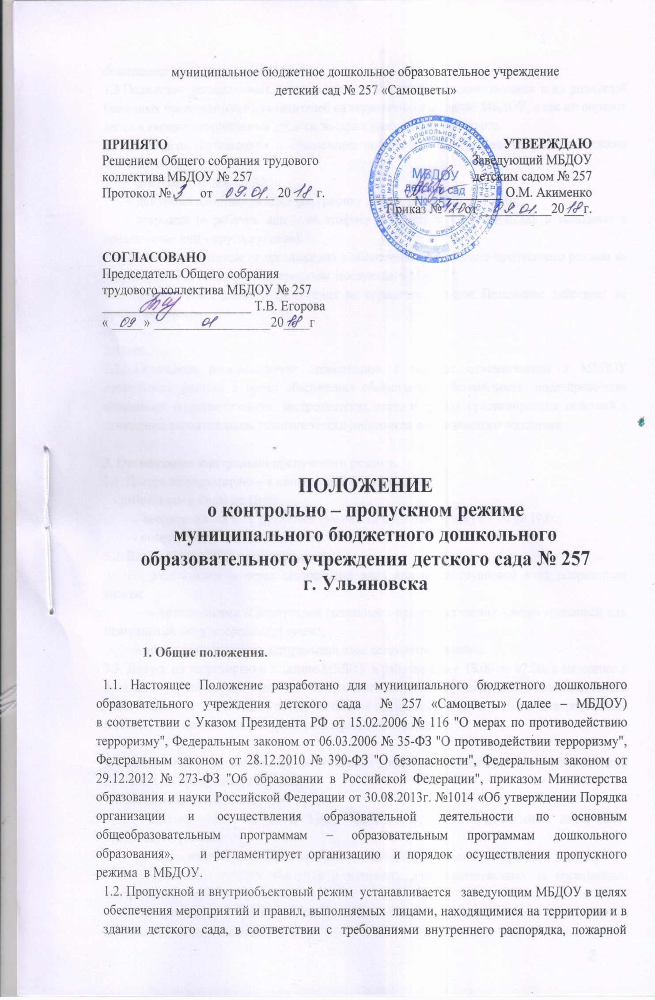 муниципальное бюджетное дошкольное образовательное учреждение
детский сад № 257 «Самоцветы»
ПРИНЯТО
Решением Общего собрания трудового
коллектива МБДОУ № 257
Протокол № 3 от 09.01. 20 18 г.
УТВЕРЖДАЮ
Заведующий МБДОУ
детским садом № 257
О.М. Акименко
Приказ № от 09.01. 20 18 г.
МБДОУ
детский сад
№ 257
«САМОЦВЕТЫ»
СОГЛАСОВАНО
Председатель Общего собрания
трудового коллектива МБДОУ № 257
Т.В. Егорова
« 09 » 01 20 18 г
ПОЛОЖЕНИЕ
о контрольно – пропускном режиме
муниципального бюджетного дошкольного
образовательного учреждения детского сада № 257
г. Ульяновска
1. Общие положения.
1.1. Настоящее Положение разработано для муниципального бюджетного дошкольного
образовательного учреждения детского сада № 257 «Самоцветы» (далее – МБДОУ)
в соответствии с Указом Президента РФ от 15.02.2006 № 116 "О мерах по противодействию
терроризму", Федеральным законом от 06.03.2006 № 35-ФЗ "О противодействии терроризму",
Федеральным законом от 28.12.2010 № 390-ФЗ "О безопасности", Федеральным законом от
29.12.2012 № 273-ФЗ "Об образовании в Российской Федерации", приказом Министерства
образования и науки Российской Федерации от 30.08.2013г. №1014 «Об утверждении Порядка
организации и осуществления образовательной деятельности по основным
общеобразовательным программам – образовательным программам дошкольного
образования», и регламентирует организацию и порядок осуществления пропускного
режима в МБДОУ.
1.2. Пропускной и внутриобъектовый режим устанавливается заведующим МБДОУ в целях
обеспечения мероприятий и правил, выполняемых лицами, находящимися на территории и в
здании детского сада, в соответствии с требованиями внутреннего распорядка, пожарной
2